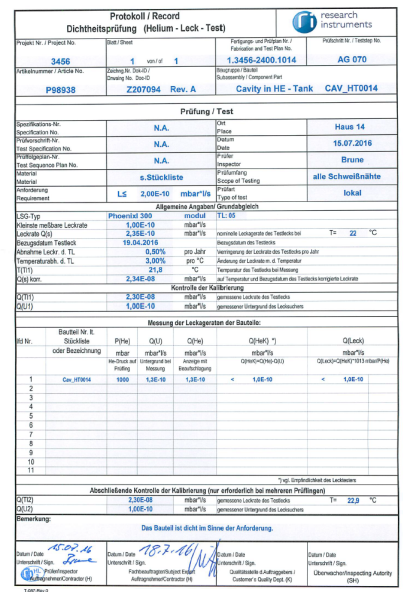 Protokoll / Record
Dichtheitsprüfung (Helium - Leck - Test)
research
instruments
Projekt Nr. / Project No.
Blatt / Sheet
Fertigungs- und Prüfplan Nr. /
Fabrication and Test Plan No.
Prüfschritt Nr. / Teststep No.
3456
1 von / of 1
1.3456-2400.1014
AG 070
Artikelnummer / Article No.
Zeichng.Nr. Dok-ID /
Drawing No. Doc-ID
Baugruppe / Bauteil
Subassembly / Component Part
P98938
Z207094 Rev. A
Cavity in HE - Tank CAV_HT0014
Prüfung / Test
Spezifikations-Nr.
Specification No.
N.A.
Ort
Place
Haus 14
Prüfvorschrift-Nr
Test Specification No.
N.A.
Datum
Date
15.07.2016
Prüffolgeplan-Nr.
Test Sequence Plan No.
N.A.
Prüfer
Inspector
Brune
Material
Material
s.Stückliste
Prüfumfang
Scope of Testing
alle Schweißnähte
Anforderung
Requirement
L≤ 2,00E-10 mbar*l/s
Prüfart
Type of test
lokal
Allgemeine Angaben/ Grundabgleich
LSG-Typ Phoenixl 300 modul TL: 05
Kleinste meßbare Leckrate 1,00E-10 mbar*l/s
Leckrate Q(s) 2,35E-10 mbar*l/s nominelle Leckagerate des Testlecks bei T= 22 °C
Bezugsdatum Testleck 19.04.2016 Bezugsdatum des Testlecks
Abnahme Leckr. d. TL 0,50% pro Jahr Verringerung der Leckrate des Testlecks pro Jahr
Temperaturabh. d. TL 3,00% pro °C Änderung der Leckrate m. d. Temperatur
T(Tl1) 21,8 °C Temperatur des Testlecks bei Messung
Q(s) korr. 2,34E-08 mbar*l/s auf Temperatur und Bezugsdatum des Testlecks korrigierte Leckrate
Kontrolle der Kalibrierung
Q(Tl1) 2,30E-08 mbar*l/s gemessene Leckrate des Testlecks
Q(U1) 1,00E-10 mbar*l/s gemessener Untergrund des Lecksuchers
Messung der Leckageraten der Bauteile:
lfd Nr.
Bauteil Nr. lt.
Stückliste
oder Bezeichnung
P(He) Q(U) Q(He) Q(HeK) *) Q(Leck)
mbar mbar*l/s mbar*l/s mbar*l/s mbar*l/s
He-Druck auf
Prüfling
Untergrund bei
Messung
Anzeige mit
Beaufschlagung
Q(HeK)=Q(He)-Q(U)
Q(Leck)=Q(HeK)*1013 mbar/P(He)
1 Cav_HT0014 1000 1,3E-10 1,3E-10 < 1,0E-10 < 1,0E-10
2
3
4
5
6
7
8
9
10
11
*) vgl. Empfindlichkeit des Lecktesters
Abschließende Kontrolle der Kalibrierung (nur erforderlich bei mehreren Prüflingen)
Q(Tl2) 2,30E-08 mbar*l/s gemessene Leckrate des Testlecks T= 22,9 °C
Q(U2) 1,00E-10 mbar*l/s gemessener Untergrund des Lecksuchers
Bemerkung:
Das Bauteil ist dicht im Sinne der Anforderung.
Datum / Date 15.07.16
Unterschrift / Sign. Brune
Prüfer/Inspector
Auftragnehmer/Contractor (H)
Datum / Date 18.7.16
Unterschrift / Sign.
Fachbeauftragter/Subject Expert
Auftragnehmer/Contractor (H)
Datum / Date
Unterschrift / Sign.
Qualitätsstelle d.Auftraggebers /
Customer's Quality Dept. (K)
Datum / Date
Unterschrift / Sign.
Überwacher/Inspecting Autority
(SH)